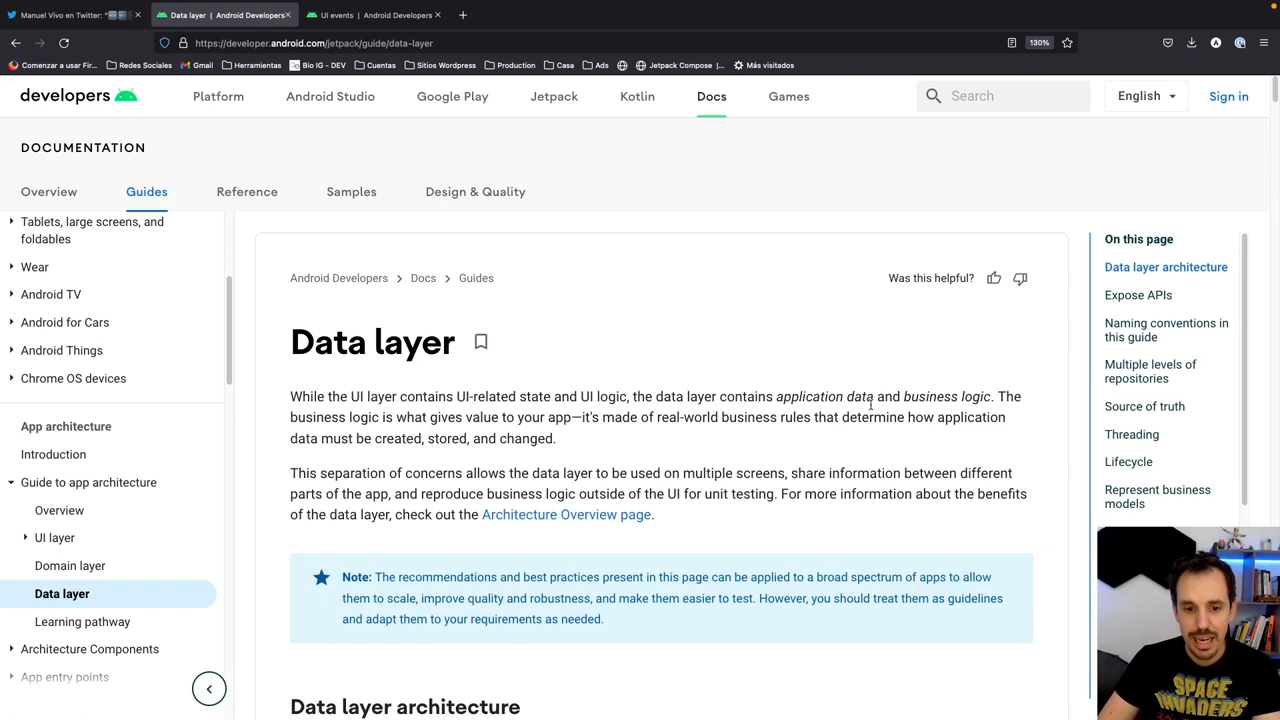 Manuel Vivo en Twitter: "
Data layer | Android Developers
UI events | Android Developers
https://developer.android.com/jetpack/guide/data-layer
130%
Comenzar a usar Fir...
Redes Sociales
Gmail
Herramientas
Bio IG - DEV
Cuentas
Sitios Wordpress
Production
Casa
Ads
Jetpack Compose |...
Más visitados
developers
Platform
Android Studio
Google Play
Jetpack
Kotlin
Docs
Games
Search
English
Sign in
DOCUMENTATION
Overview
Guides
Reference
Samples
Design & Quality
Tablets, large screens, and
foldables
Wear
Android TV
Android for Cars
Android Things
Chrome OS devices
App architecture
Introduction
Guide to app architecture
Overview
UI layer
Domain layer
Data layer
Learning pathway
Architecture Components
App entry points
Android Developers > Docs > Guides
Was this helpful?
Data layer
While the UI layer contains UI-related state and UI logic, the data layer contains application data and business logic. The
business logic is what gives value to your app—it's made of real-world business rules that determine how application
data must be created, stored, and changed.
This separation of concerns allows the data layer to be used on multiple screens, share information between different
parts of the app, and reproduce business logic outside of the UI for unit testing. For more information about the benefits
of the data layer, check out the Architecture Overview page.
Note: The recommendations and best practices present in this page can be applied to a broad spectrum of apps to allow
them to scale, improve quality and robustness, and make them easier to test. However, you should treat them as guidelines
and adapt them to your requirements as needed.
Data layer architecture
On this page
Data layer architecture
Expose APIs
Naming conventions in
this guide
Multiple levels of
repositories
Source of truth
Threading
Lifecycle
Represent business
models
SPACE
INVADERS